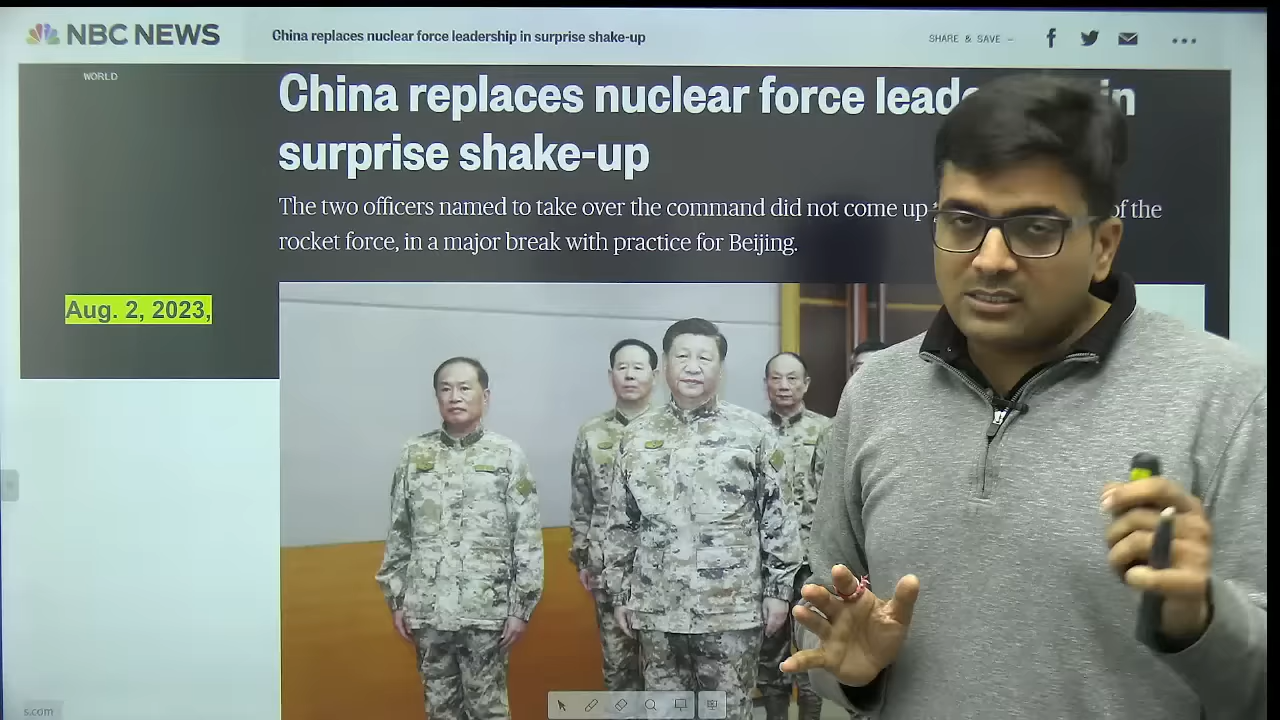 NBC NEWS
China replaces nuclear force leadership in surprise shake-up
SHARE & SAVE —
WORLD
China replaces nuclear force in
surprise shake-up
The two officers named to take over the command did not come up of the
rocket force, in a major break with practice for Beijing.
Aug. 2, 2023,
s.com